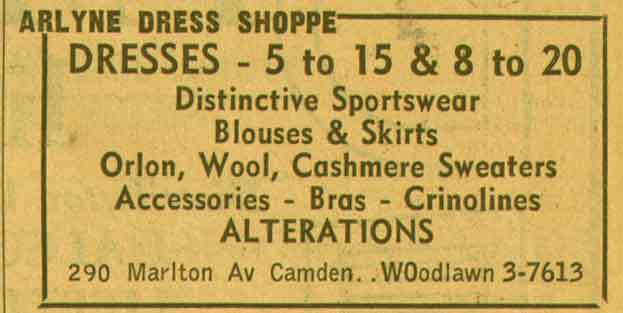 ARLYNE DRESS SHOPPE
DRESSES - 5 to 15 & 8 to 20
Distinctive Sportswear
Blouses & Skirts
Orlon, Wool, Cashmere Sweaters
Accessories - Bras - Crinolines
ALTERATIONS
290 Marlton Av Camden. .WOodlawn 3-7613